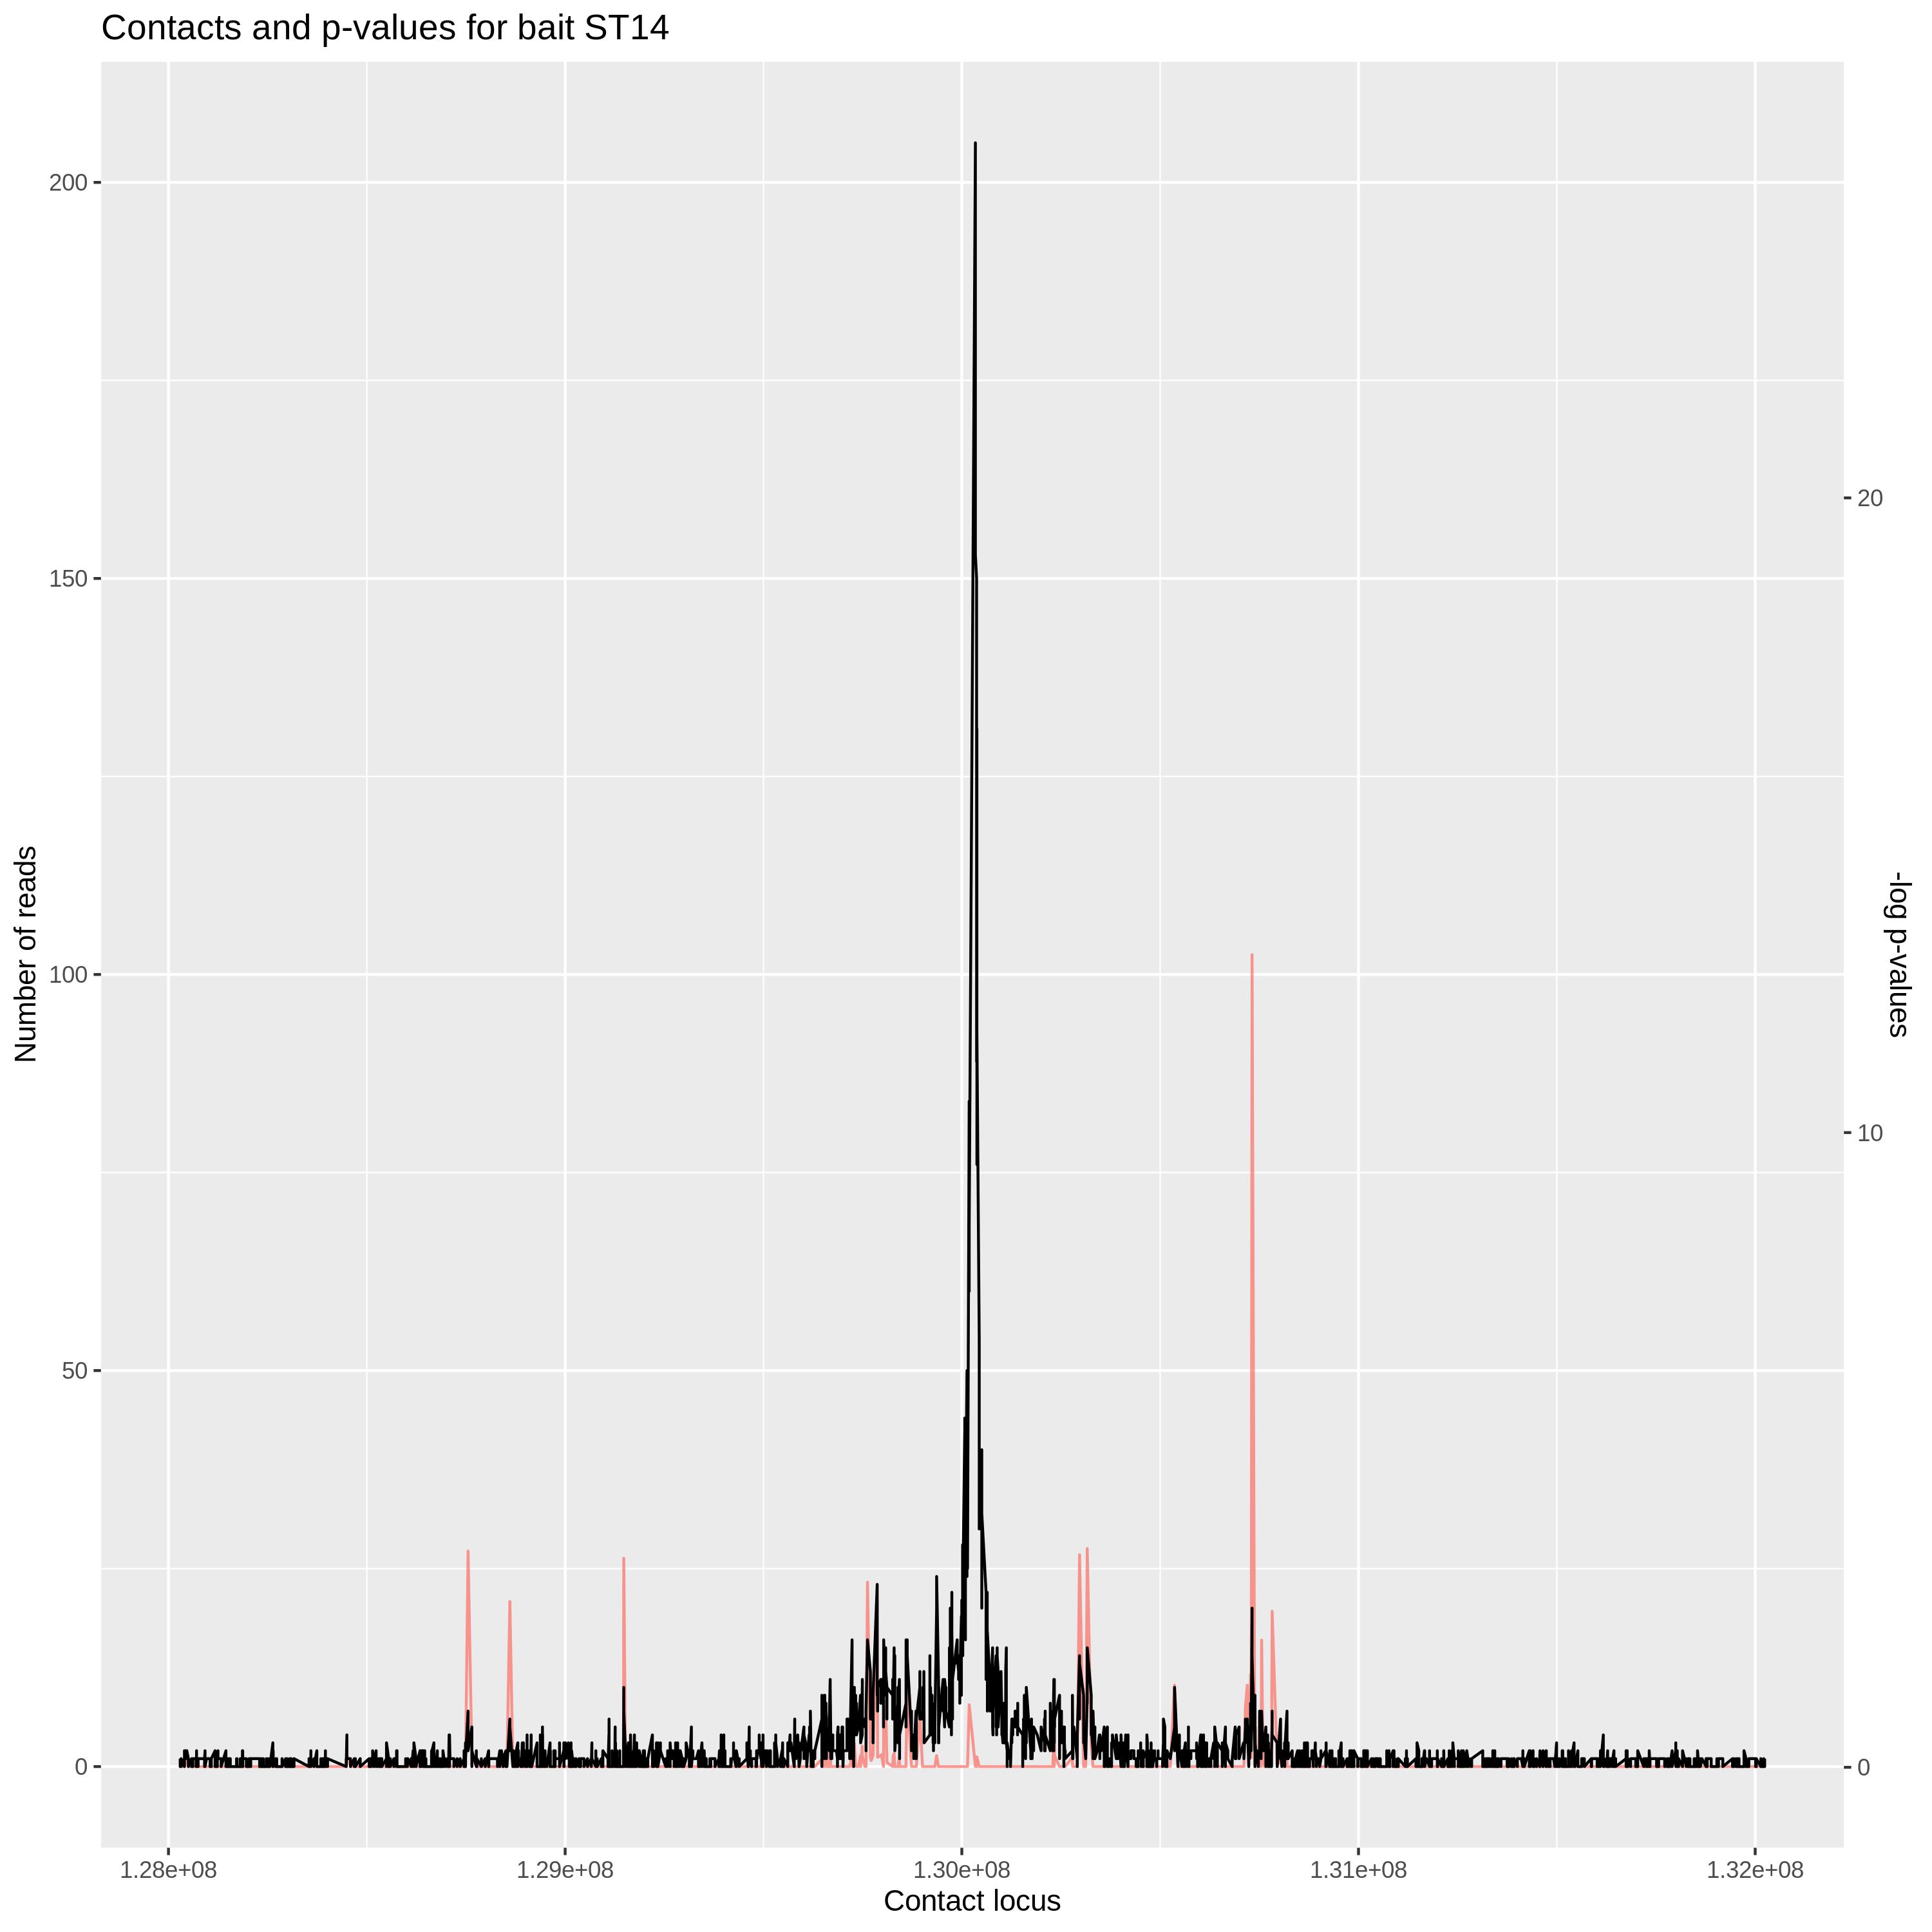 Contacts and p-values for bait ST14
200
150
100
50
0
Number of reads
20
10
0
-log p-values
1.28e+08
1.29e+08
1.30e+08
1.31e+08
1.32e+08
Contact locus